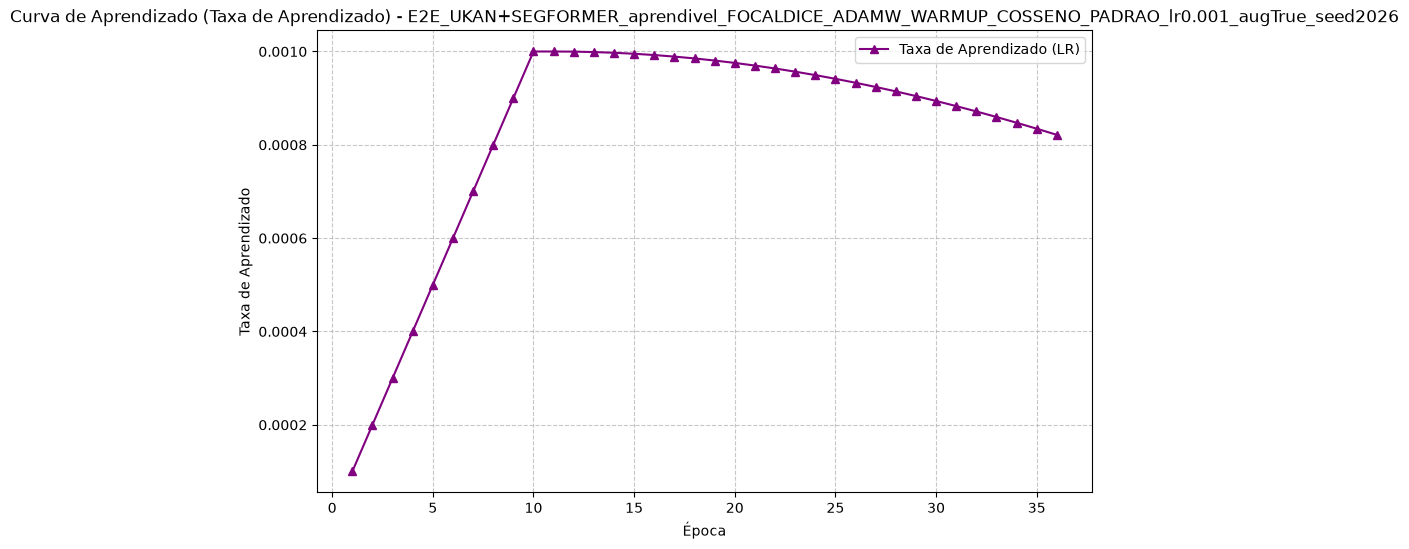 Curva de Aprendizado (Taxa de Aprendizado) - E2E_UKAN+SEGFORMER_aprendivel_FOCALDICE_ADAMW_WARMUP_COSSENO_PADRAO_lr0.001_augTrue_seed2026
Taxa de Aprendizado (LR)
Taxa de Aprendizado
0.0010
0.0008
0.0006
0.0004
0.0002
0 5 10 15 20 25 30 35
Época